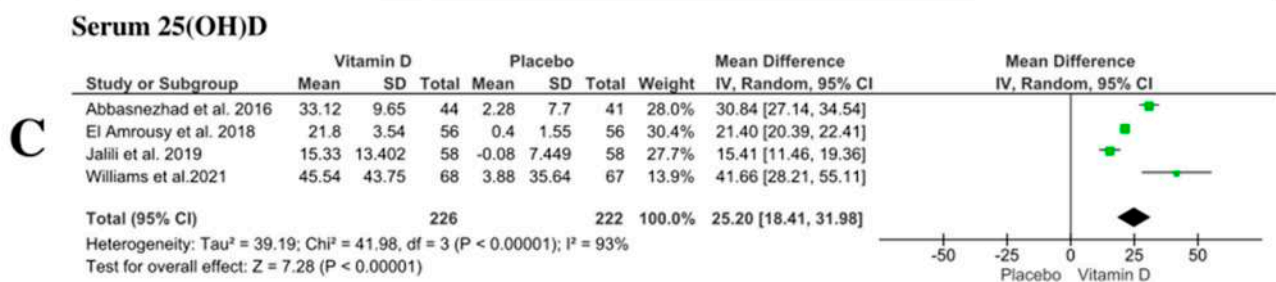 Serum 25(OH)D
C
Vitamin D Placebo Mean Difference Mean Difference
Study or Subgroup Mean SD Total Mean SD Total Weight IV, Random, 95% CI IV, Random, 95% CI
Abbasnezhad et al. 2016 33.12 9.65 44 2.28 7.7 41 28.0% 30.84 [27.14, 34.54]
El Amrousy et al. 2018 21.8 3.54 56 0.4 1.55 56 30.4% 21.40 [20.39, 22.41]
Jalili et al. 2019 15.33 13.402 58 -0.08 7.449 58 27.7% 15.41 [11.46, 19.36]
Williams et al.2021 45.54 43.75 68 3.88 35.64 67 13.9% 41.66 [28.21, 55.11]
Total (95% CI) 226 222 100.0% 25.20 [18.41, 31.98]
Heterogeneity: Tau² = 39.19; Chi² = 41.98, df = 3 (P < 0.00001); I² = 93%
Test for overall effect: Z = 7.28 (P < 0.00001)
-50 -25 0 25 50
Placebo Vitamin D